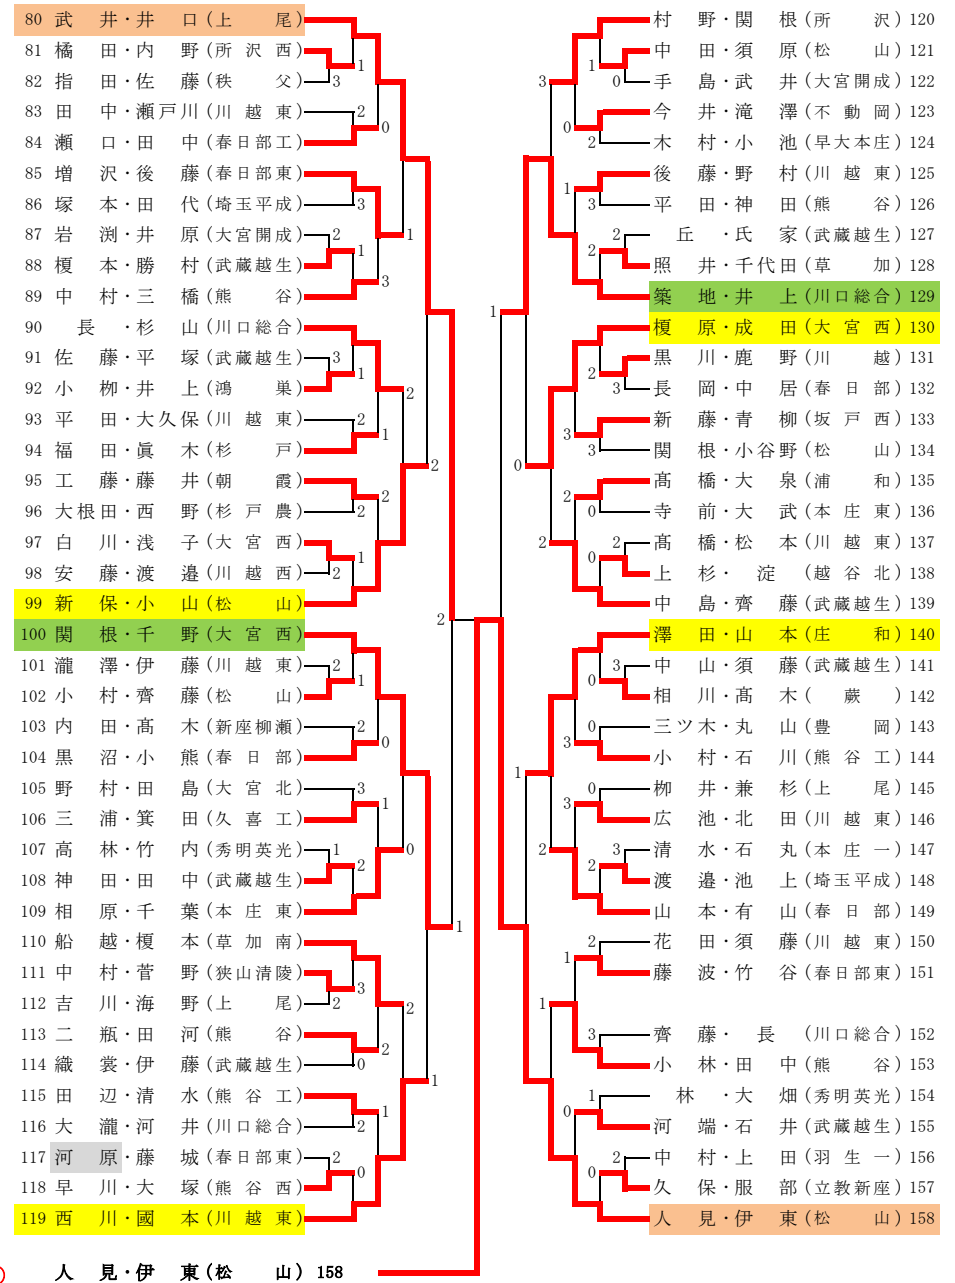 80 武井・井口(上尾)
81 橘田・内野(所沢西)
82 指田・佐藤(秩父)
83 田中・瀬戸川(川越東)
84 瀬口・田中(春日部工)
85 増沢・後藤(春日部東)
86 塚本・田代(埼玉平成)
87 岩渕・井原(大宮開成)
88 榎本・勝村(武蔵越生)
89 中村・三橋(熊谷)
90 長・杉山(川口総合)
91 佐藤・平塚(武蔵越生)
92 小栁・井上(鴻巣)
93 平田・大久保(川越東)
94 福田・眞木(杉戸)
95 工藤・藤井(朝霞)
96 大根田・西野(杉戸農)
97 白川・浅子(大宮西)
98 安藤・渡邉(川越西)
99 新保・小山(松山)
100 関根・千野(大宮西)
101 瀧澤・伊藤(川越東)
102 小村・齊藤(松山)
103 内田・髙木(新座柳瀬)
104 黒沼・小熊(春日部)
105 野村・田島(大宮北)
106 三浦・箕田(久喜工)
107 高林・竹内(秀明英光)
108 神田・田中(武蔵越生)
109 相原・千葉(本庄東)
110 船越・榎本(草加南)
111 中村・菅野(狭山清陵)
112 吉川・海野(上尾)
113 二瓶・田河(熊谷)
114 織裳・伊藤(武蔵越生)
115 田辺・清水(熊谷工)
116 大瀧・河井(川口総合)
117 河原・藤城(春日部東)
118 早川・大塚(熊谷西)
119 西川・國本(川越東)
人見・伊東(松山) 158
村野・関根(所沢) 120
中田・須原(松山) 121
手島・武井(大宮開成) 122
今井・滝澤(不動岡) 123
木村・小池(早大本庄) 124
後藤・野村(川越東) 125
平田・神田(熊谷) 126
丘・氏家(武蔵越生) 127
照井・千代田(草加) 128
築地・井上(川口総合) 129
榎原・成田(大宮西) 130
黒川・鹿野(川越) 131
長岡・中居(春日部) 132
新藤・青柳(坂戸西) 133
関根・小谷野(松山) 134
髙橋・大泉(浦和) 135
寺前・大武(本庄東) 136
髙橋・松本(川越東) 137
上杉・淀(越谷北) 138
中島・齊藤(武蔵越生) 139
澤田・山本(庄和) 140
中山・須藤(武蔵越生) 141
相川・髙木(蕨) 142
三ツ木・丸山(豊岡) 143
小村・石川(熊谷工) 144
栁井・兼杉(上尾) 145
広池・北田(川越東) 146
清水・石丸(本庄一) 147
渡邉・池上(埼玉平成) 148
山本・有山(春日部) 149
花田・須藤(川越東) 150
藤波・竹谷(春日部東) 151
齊藤・長(川口総合) 152
小林・田中(熊谷) 153
林・大畑(秀明英光) 154
河端・石井(武蔵越生) 155
中村・上田(羽生一) 156
久保・服部(立教新座) 157
人見・伊東(松山) 158